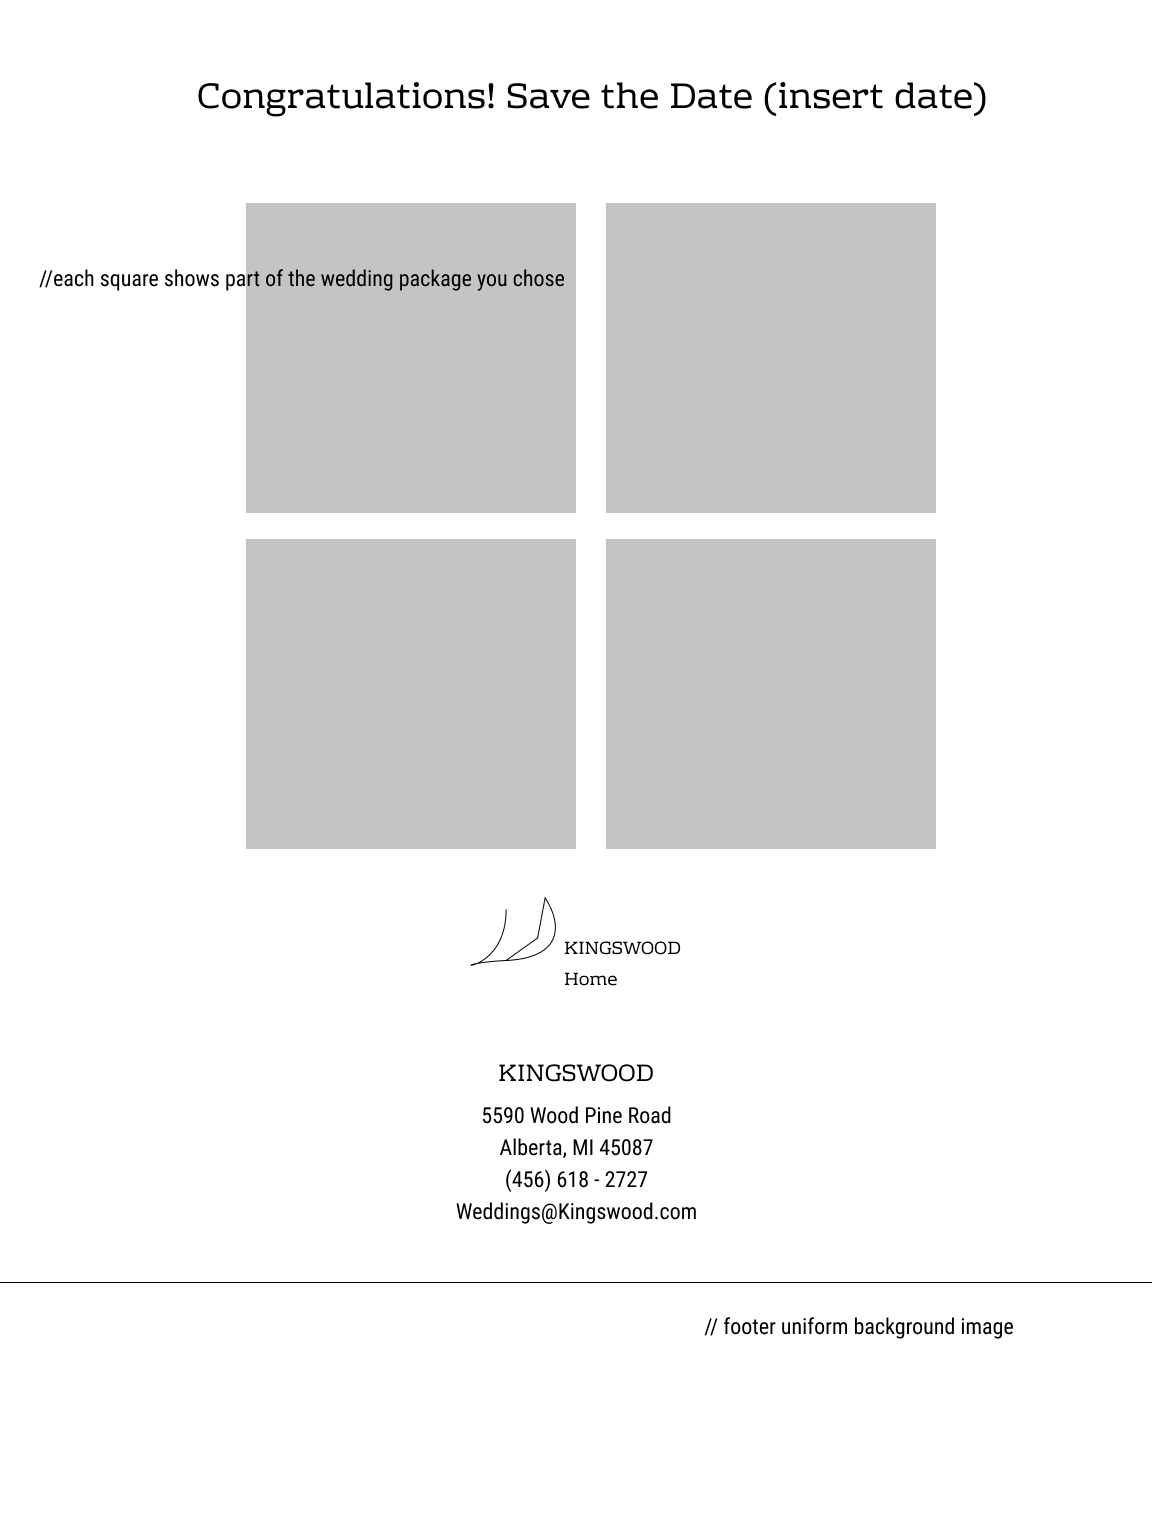 Congratulations! Save the Date (insert date)
//each square shows part of the wedding package you chose
KINGSWOOD
Home
KINGSWOOD
5590 Wood Pine Road
Alberta, MI 45087
(456) 618 - 2727
Weddings@Kingswood.com
// footer uniform background image